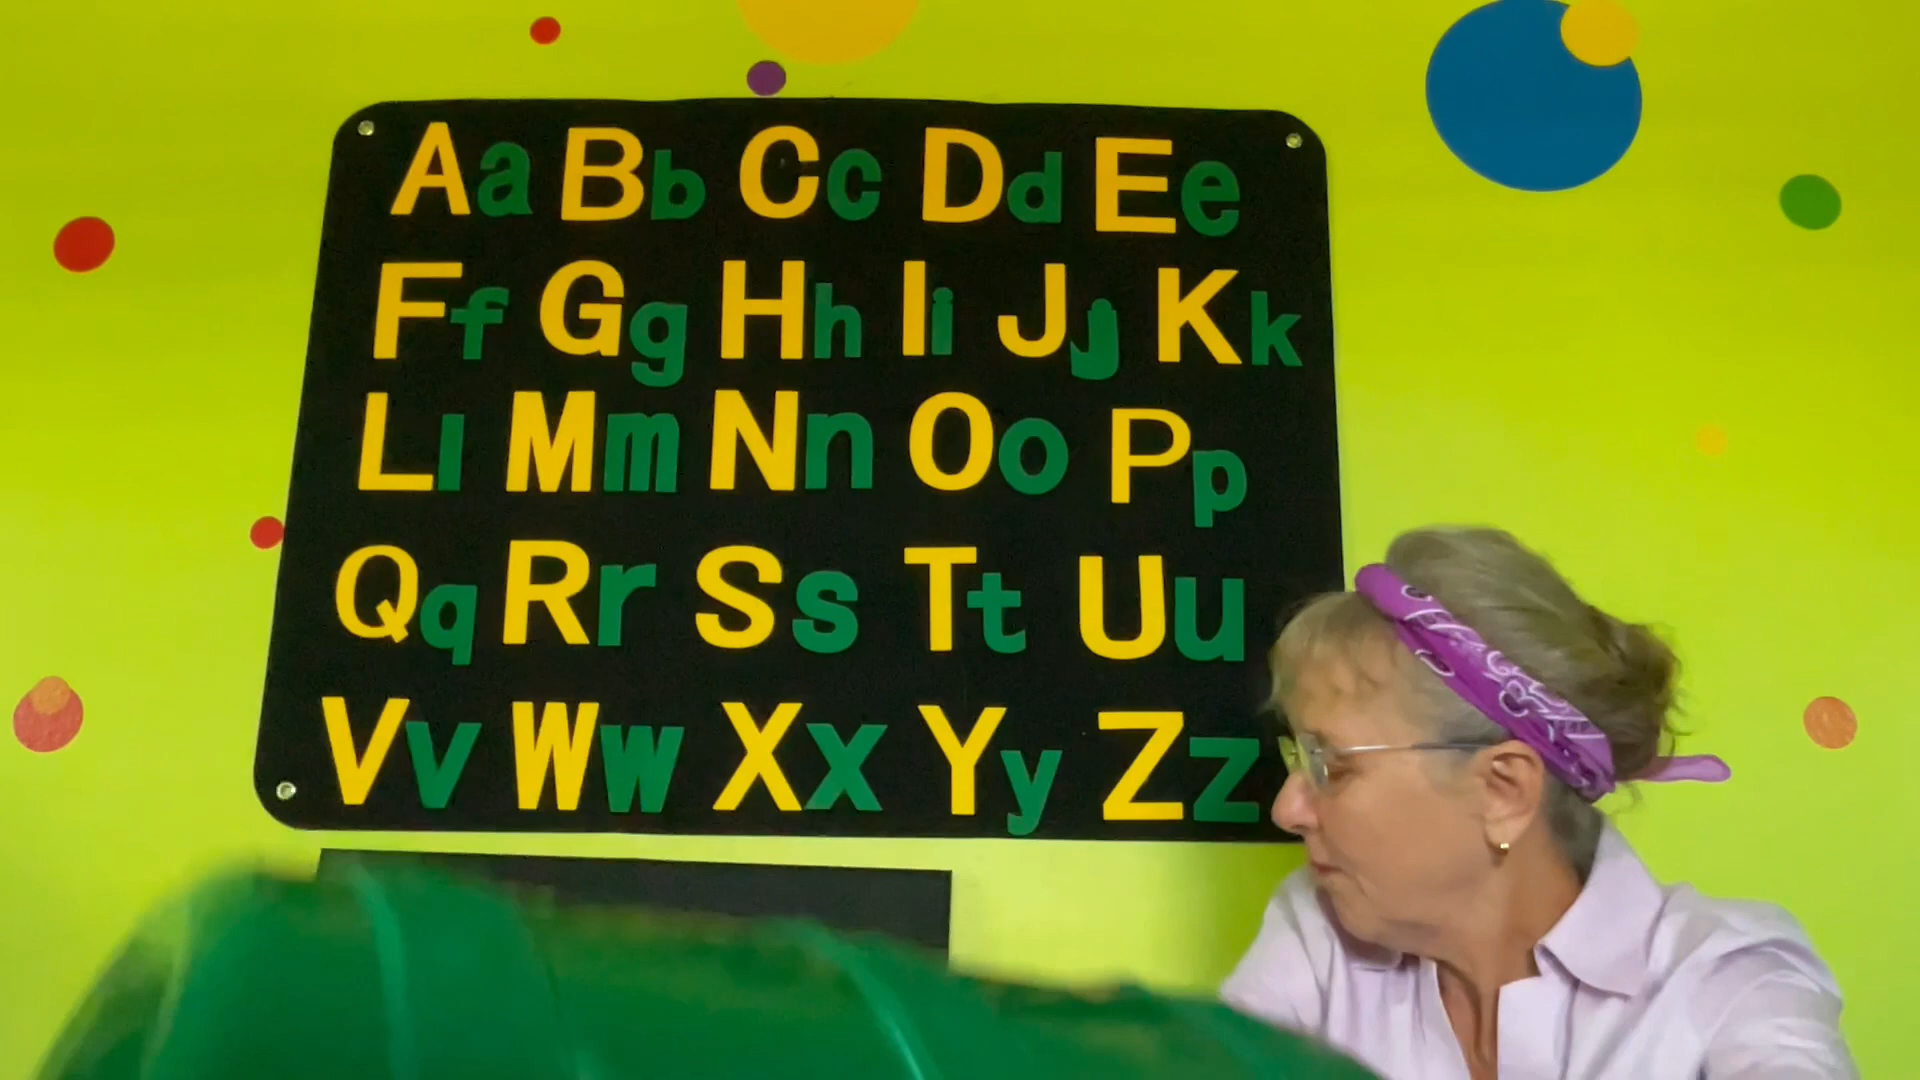 Aa Bb Cc Dd Ee
Ff Gg Hh Ii Jj Kk
Ll Mm Nn Oo Pp
Qq Rr Ss Tt Uu
Vv Ww Xx Yy Zz